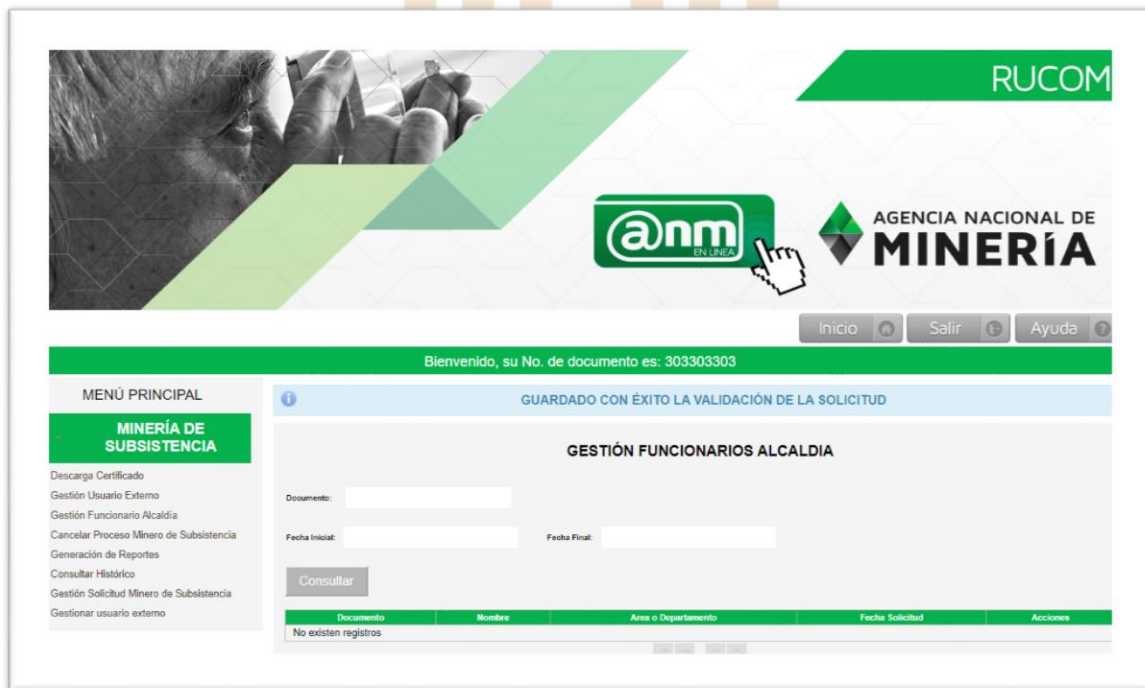 RUCOM
@nm
EN LINEA
AGENCIA NACIONAL DE
MINERÍA
Inicio Salir Ayuda
Bienvenido, su No. de documento es: 303303303
MENÚ PRINCIPAL
MINERÍA DE
SUBSISTENCIA
Descarga Certificado
Gestión Usuario Externo
Gestión Funcionario Alcaldía
Cancelar Proceso Minero de Subsistencia
Generación de Reportes
Consultar Histórico
Gestión Solicitud Minero de Subsistencia
Gestionar usuario externo
GUARDADO CON ÉXITO LA VALIDACIÓN DE LA SOLICITUD
GESTIÓN FUNCIONARIOS ALCALDIA
Documento:
Fecha Inicial: Fecha Final:
Consultar
Documento Nombre Area o Departamento Fecha Solicitud Acciones
No existen registros